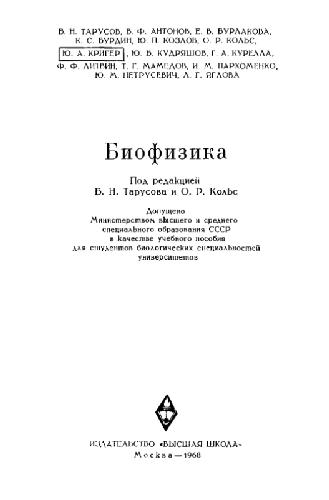 Б. Н. ТАРУСОВ, В. Ф. АНТОНОВ, Е. В. БУРЛАКОВА,
К. С. БУРДИН, Ю. П. КОЗЛОВ, О. Р. КОЛЬС,
Ю. А. КРИГЕР, Ю. Б. КУДРЯШОВ, Г. А. КУРЕЛЛА,
Ф. Ф. ЛИТВИН, Т. Г. МАМЕДОВ, И. М. ПАРХОМЕНКО,
Ю. М. ПЕТРУСЕВИЧ, Л. Г. ЯГЛОВА
Биофизика
Под редакцией
Б. Н. Тарусова и О. Р. Кольс
Допущено
Министерством высшего и среднего
специального образования СССР
в качестве учебного пособия
для студентов биологических специальностей
университетов
ИЗДАТЕЛЬСТВО «ВЫСШАЯ ШКОЛА»
Москва—1968